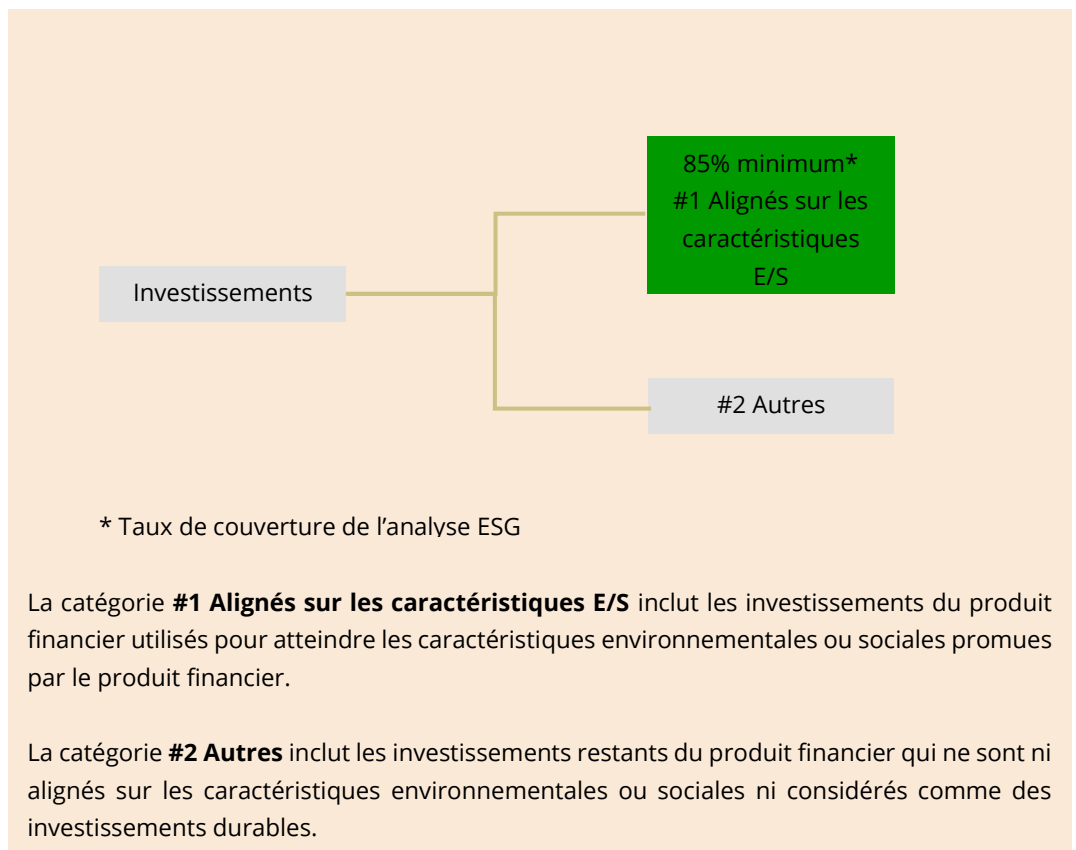 85% minimum*
#1 Alignés sur les
caractéristiques
E/S
Investissements
#2 Autres
* Taux de couverture de l’analyse ESG
La catégorie #1 Alignés sur les caractéristiques E/S inclut les investissements du produit
financier utilisés pour atteindre les caractéristiques environnementales ou sociales promues
par le produit financier.
La catégorie #2 Autres inclut les investissements restants du produit financier qui ne sont ni
alignés sur les caractéristiques environnementales ou sociales ni considérés comme des
investissements durables.